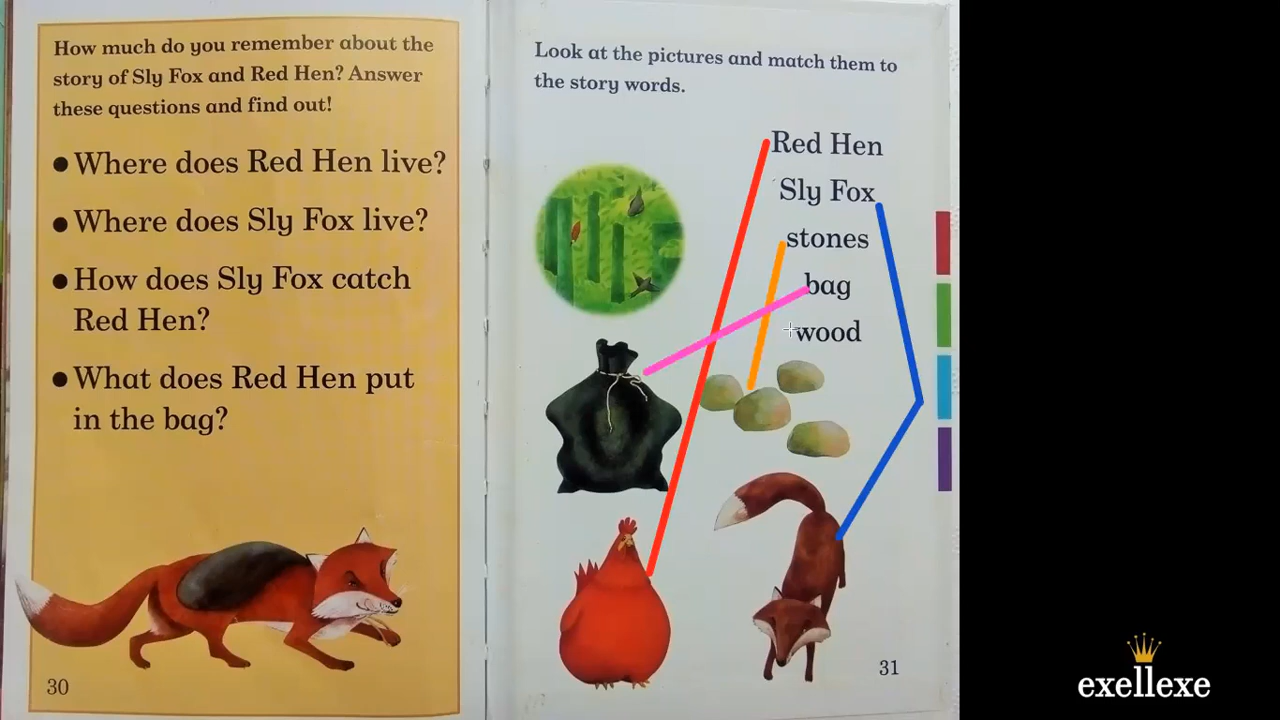 How much do you remember about the
story of Sly Fox and Red Hen? Answer
these questions and find out!
● Where does Red Hen live?
● Where does Sly Fox live?
● How does Sly Fox catch
Red Hen?
● What does Red Hen put
in the bag?
30
Look at the pictures and match them to
the story words.
Red Hen
Sly Fox
stones
bag
wood
31
exellexe